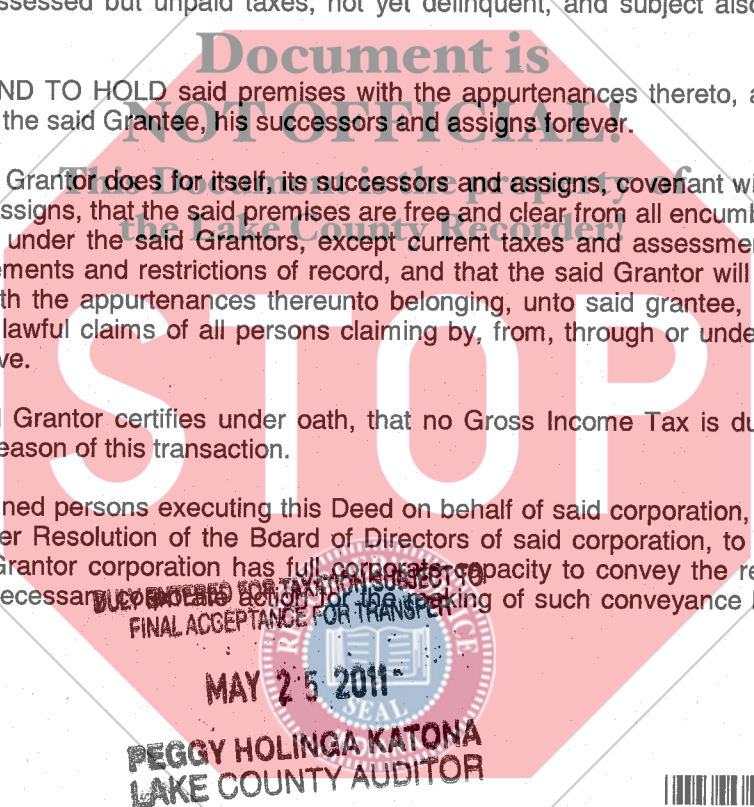 ssessed but unpaid taxes, not yet delinquent, and subject also
Document is
ND TO HOLD said premises with the appurtenances thereto, a
NOT OFFICIAL!
the said Grantee, his successors and assigns forever.
This Document is the property of
Grantor does for itself, its successors and assigns, covenant wi
ssigns, that the said premises are free and clear from all encumb
the Lake County Recorder!
under the said Grantors, except current taxes and assessmen
ements and restrictions of record, and that the said Grantor will
th the appurtenances thereunto belonging, unto said grantee,
lawful claims of all persons claiming by, from, through or unde
ve.
STOP
Grantor certifies under oath, that no Gross Income Tax is du
eason of this transaction.
ned persons executing this Deed on behalf of said corporation,
er Resolution of the Board of Directors of said corporation, to
Grantor corporation has full corporate capacity to convey the re
ecessary corporate action for the making of such conveyance
DULY ENTERED FOR TAXATION SUBJECT TO
FINAL ACCEPTANCE FOR TRANSFER
MAY 25 2011
SEAL
PEGGY HOLINGA KATONA
LAKE COUNTY AUDITOR